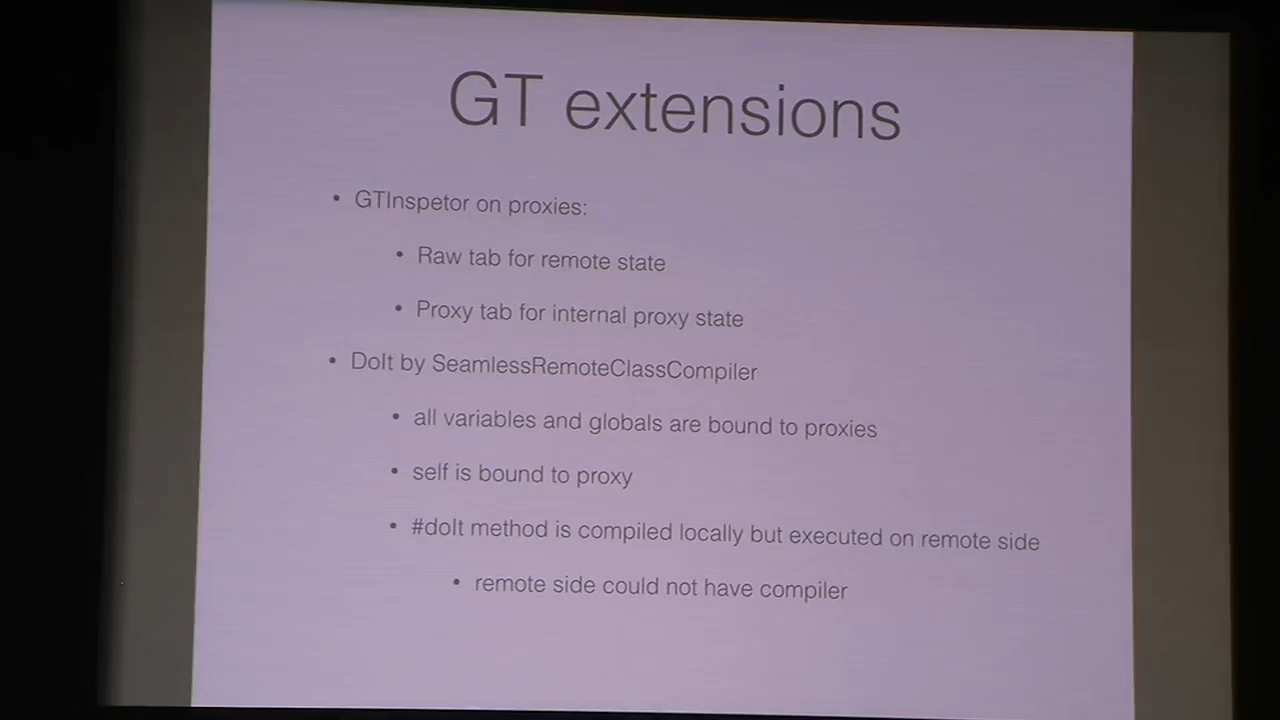 GT extensions
• GTInspetor on proxies:
• Raw tab for remote state
• Proxy tab for internal proxy state
• DoIt by SeamlessRemoteClassCompiler
• all variables and globals are bound to proxies
• self is bound to proxy
• #doIt method is compiled locally but executed on remote side
• remote side could not have compiler